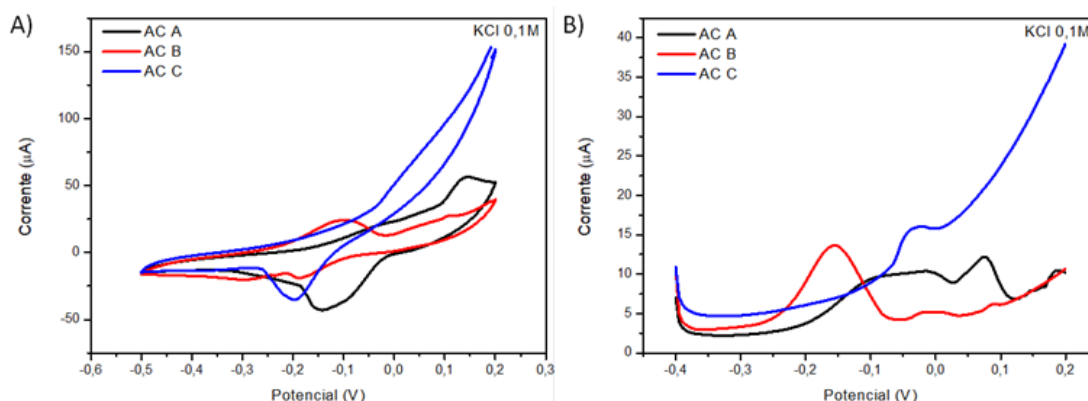 A)
AC A
AC B
AC C
KCl 0,1M
150
100
50
0
-50
Corrente (µA)
-0,6 -0,5 -0,4 -0,3 -0,2 -0,1 0,0 0,1 0,2 0,3
Potencial (V)
B)
AC A
AC B
AC C
KCl 0,1M
40
35
30
25
20
15
10
5
0
Corrente (µA)
-0,4 -0,3 -0,2 -0,1 0,0 0,1 0,2
Potencial (V)